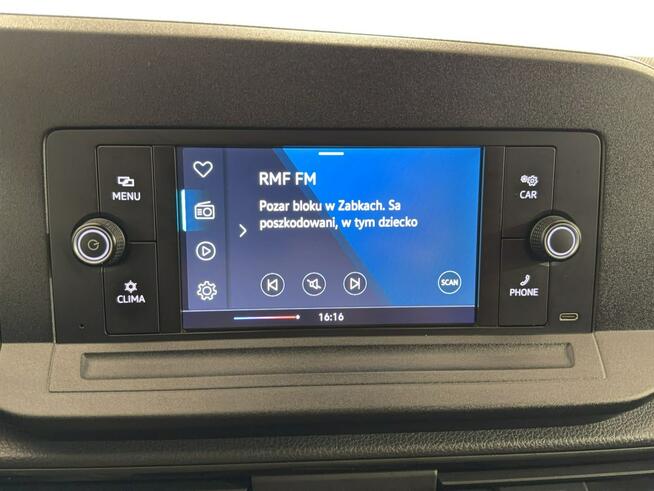 RMF FM
Pozar bloku w Zabkach. Sa
poszkodowani, w tym dziecko
MENU
CLIMA
CAR
PHONE
SCAN
16:16